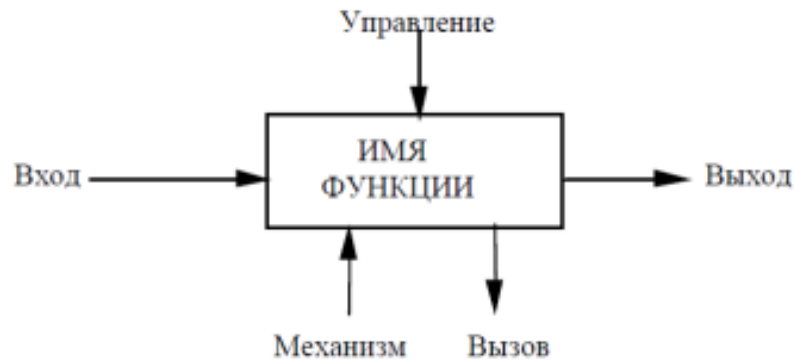 Управление
ИМЯ
ФУНКЦИИ
Вход
Выход
Механизм
Вызов